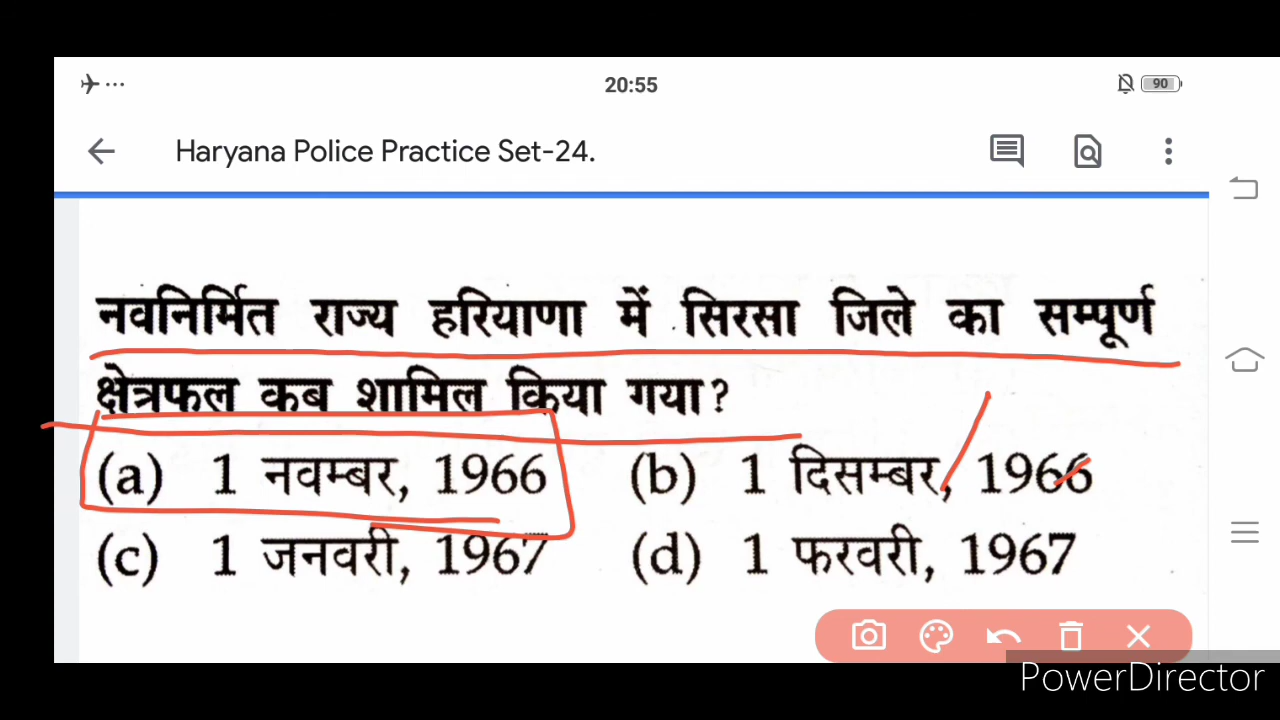 20:55
90
Haryana Police Practice Set-24.
नवनिर्मित राज्य हरियाणा में सिरसा जिले का सम्पूर्ण
क्षेत्रफल कब शामिल किया गया?
(a) 1 नवम्बर, 1966 (b) 1 दिसम्बर, 1966
(c) 1 जनवरी, 1967 (d) 1 फरवरी, 1967
PowerDirector